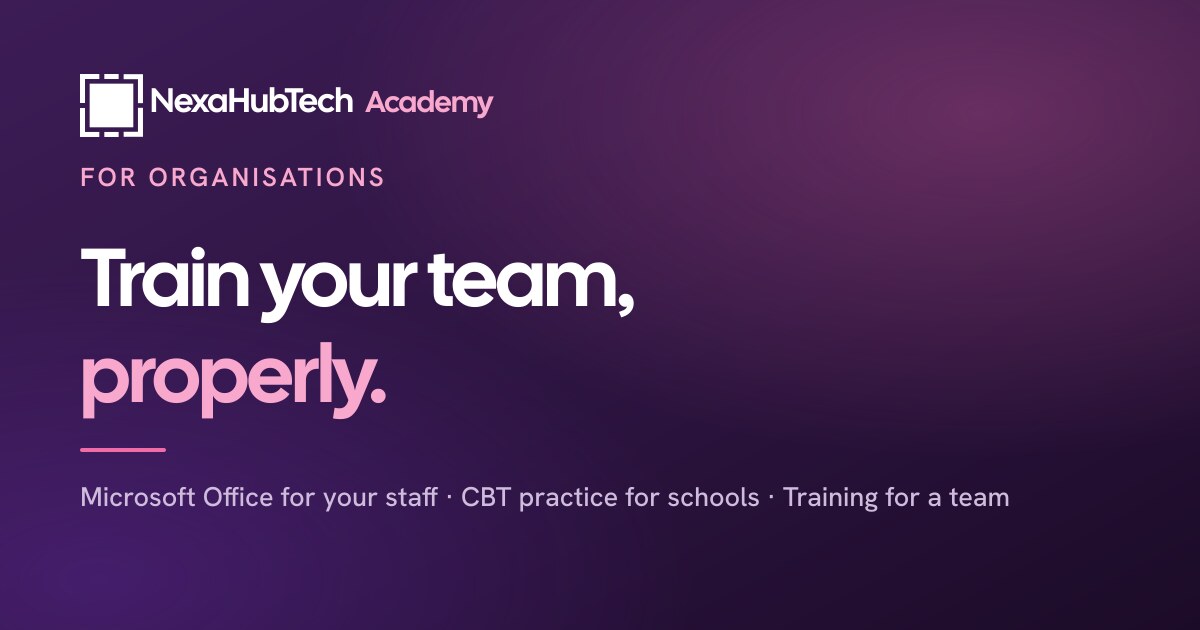 NexaHubTech Academy
FOR ORGANISATIONS
Train your team,
properly.
Microsoft Office for your staff · CBT practice for schools · Training for a team